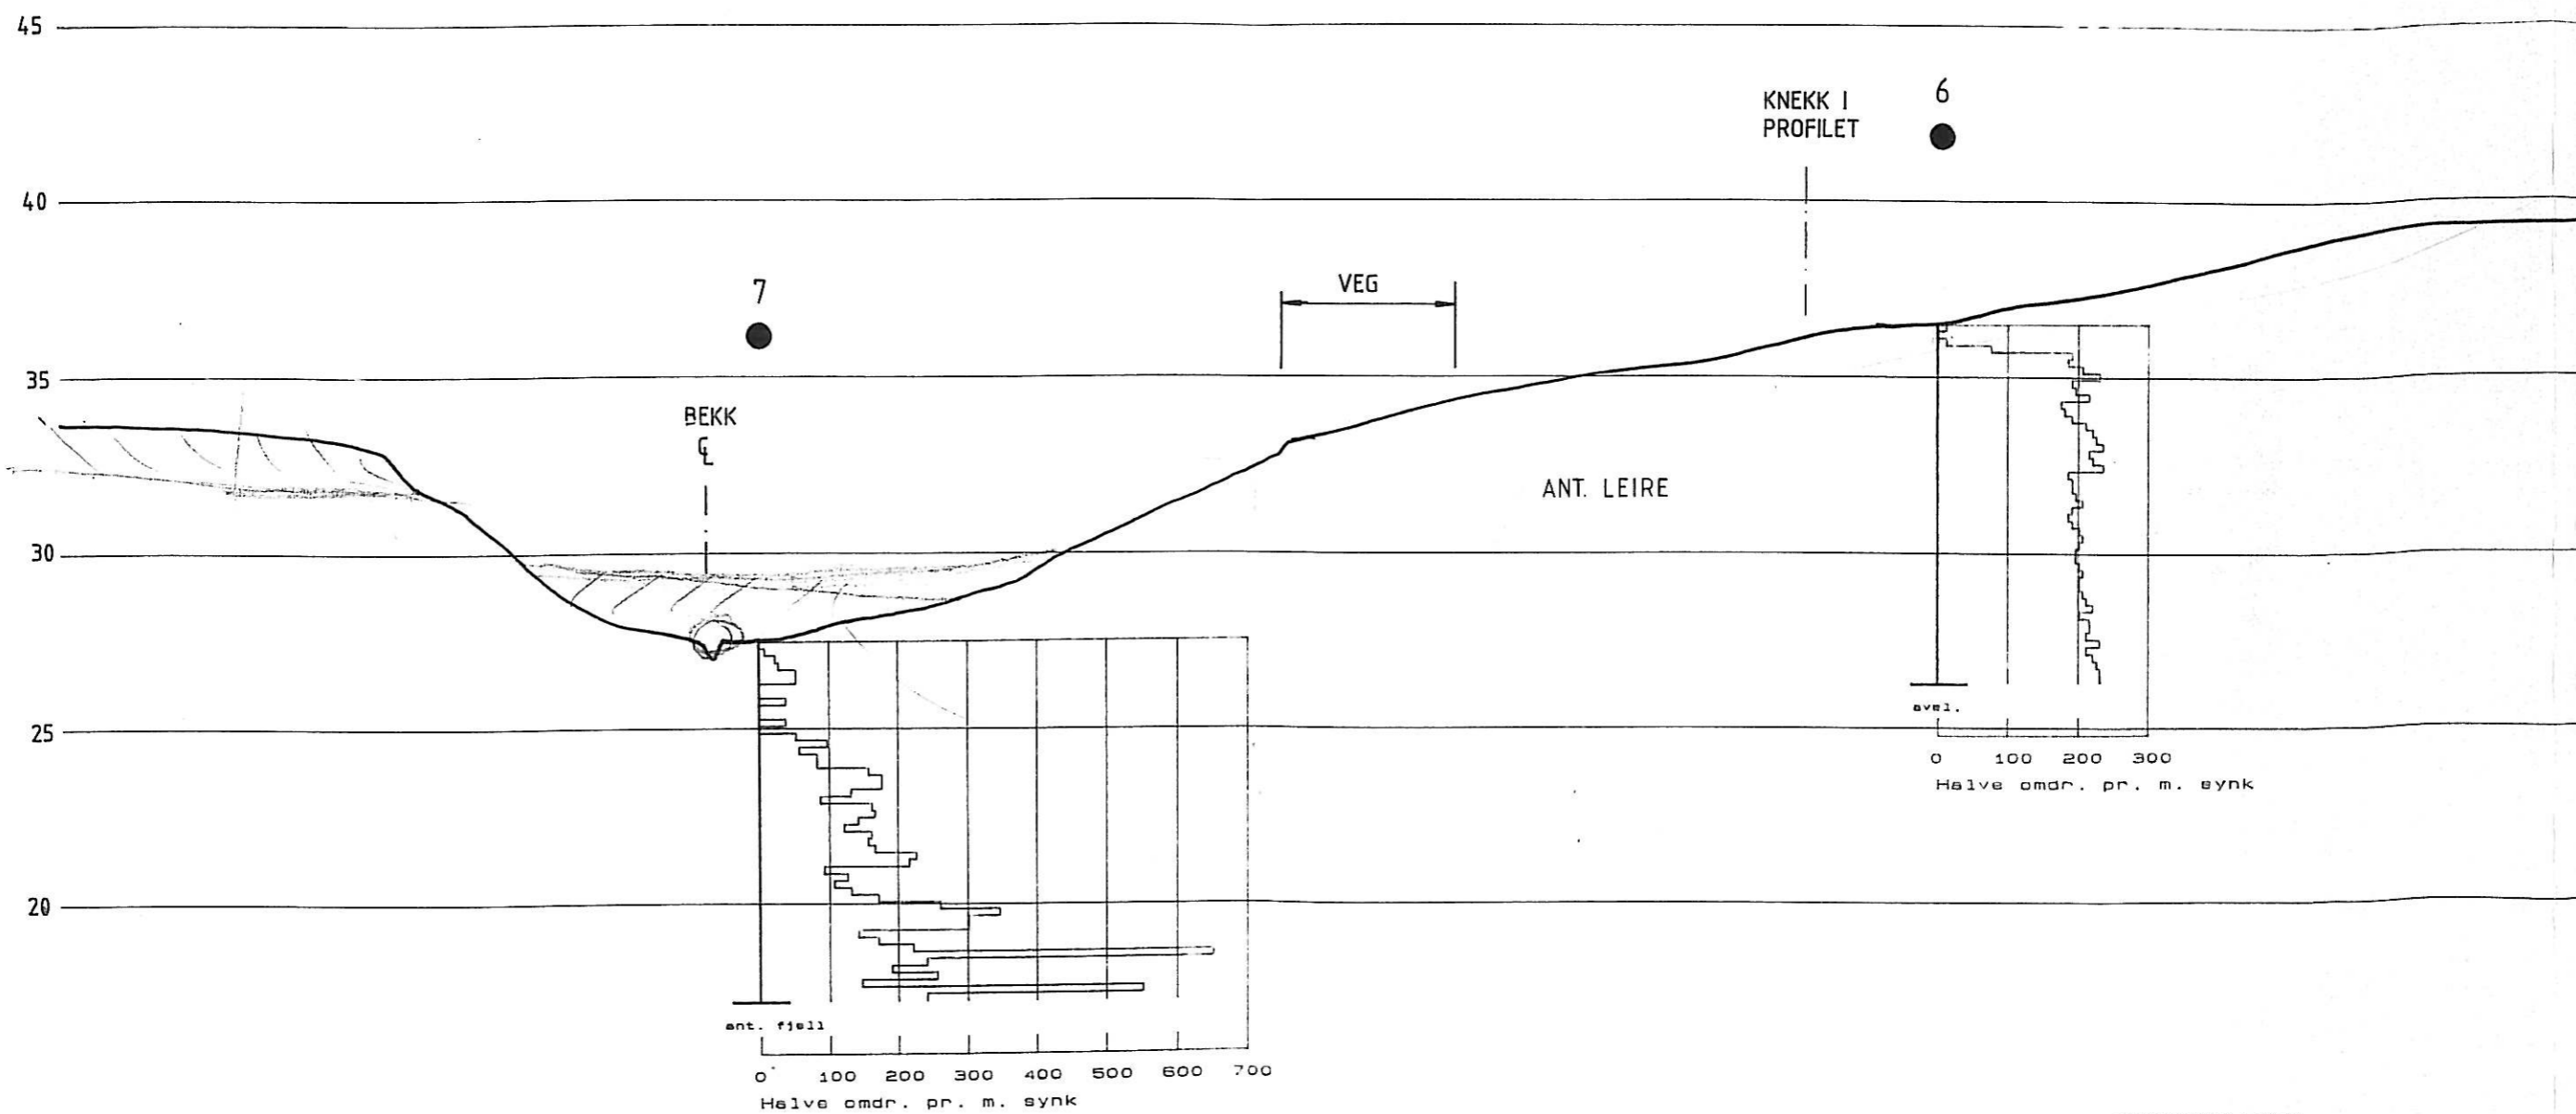 45
KNEKK I
PROFILET
6
40
7
VEG
35
BEKK
℄
ANT. LEIRE
30
avsl.
25
0 100 200 300
Halve omdr. pr. m. synk
20
ant. fjell
0 100 200 300 400 500 600 700
Halve omdr. pr. m. synk